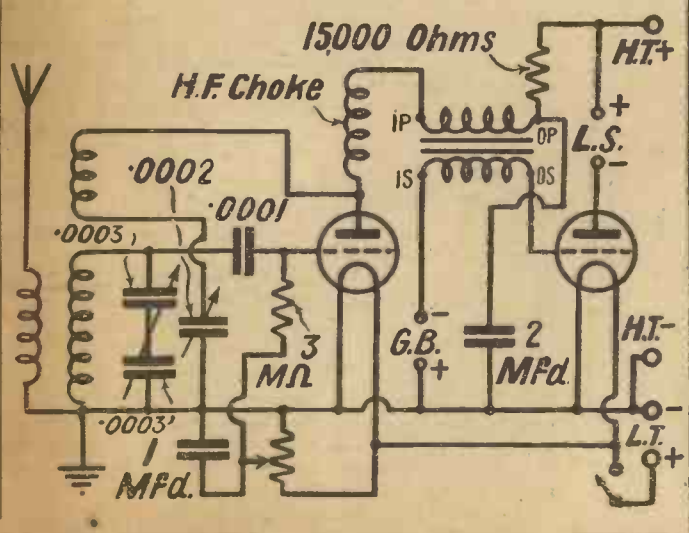 15,000 Ohms
H.T.+
H.F. Choke
IP
OP
+
L.S.
-
IS
OS
.0002
.0001
.0003
-
G.B.
+
2
Mfd.
H.T.-
3
MΩ
-
.0003
L.T.
+
1
Mfd.